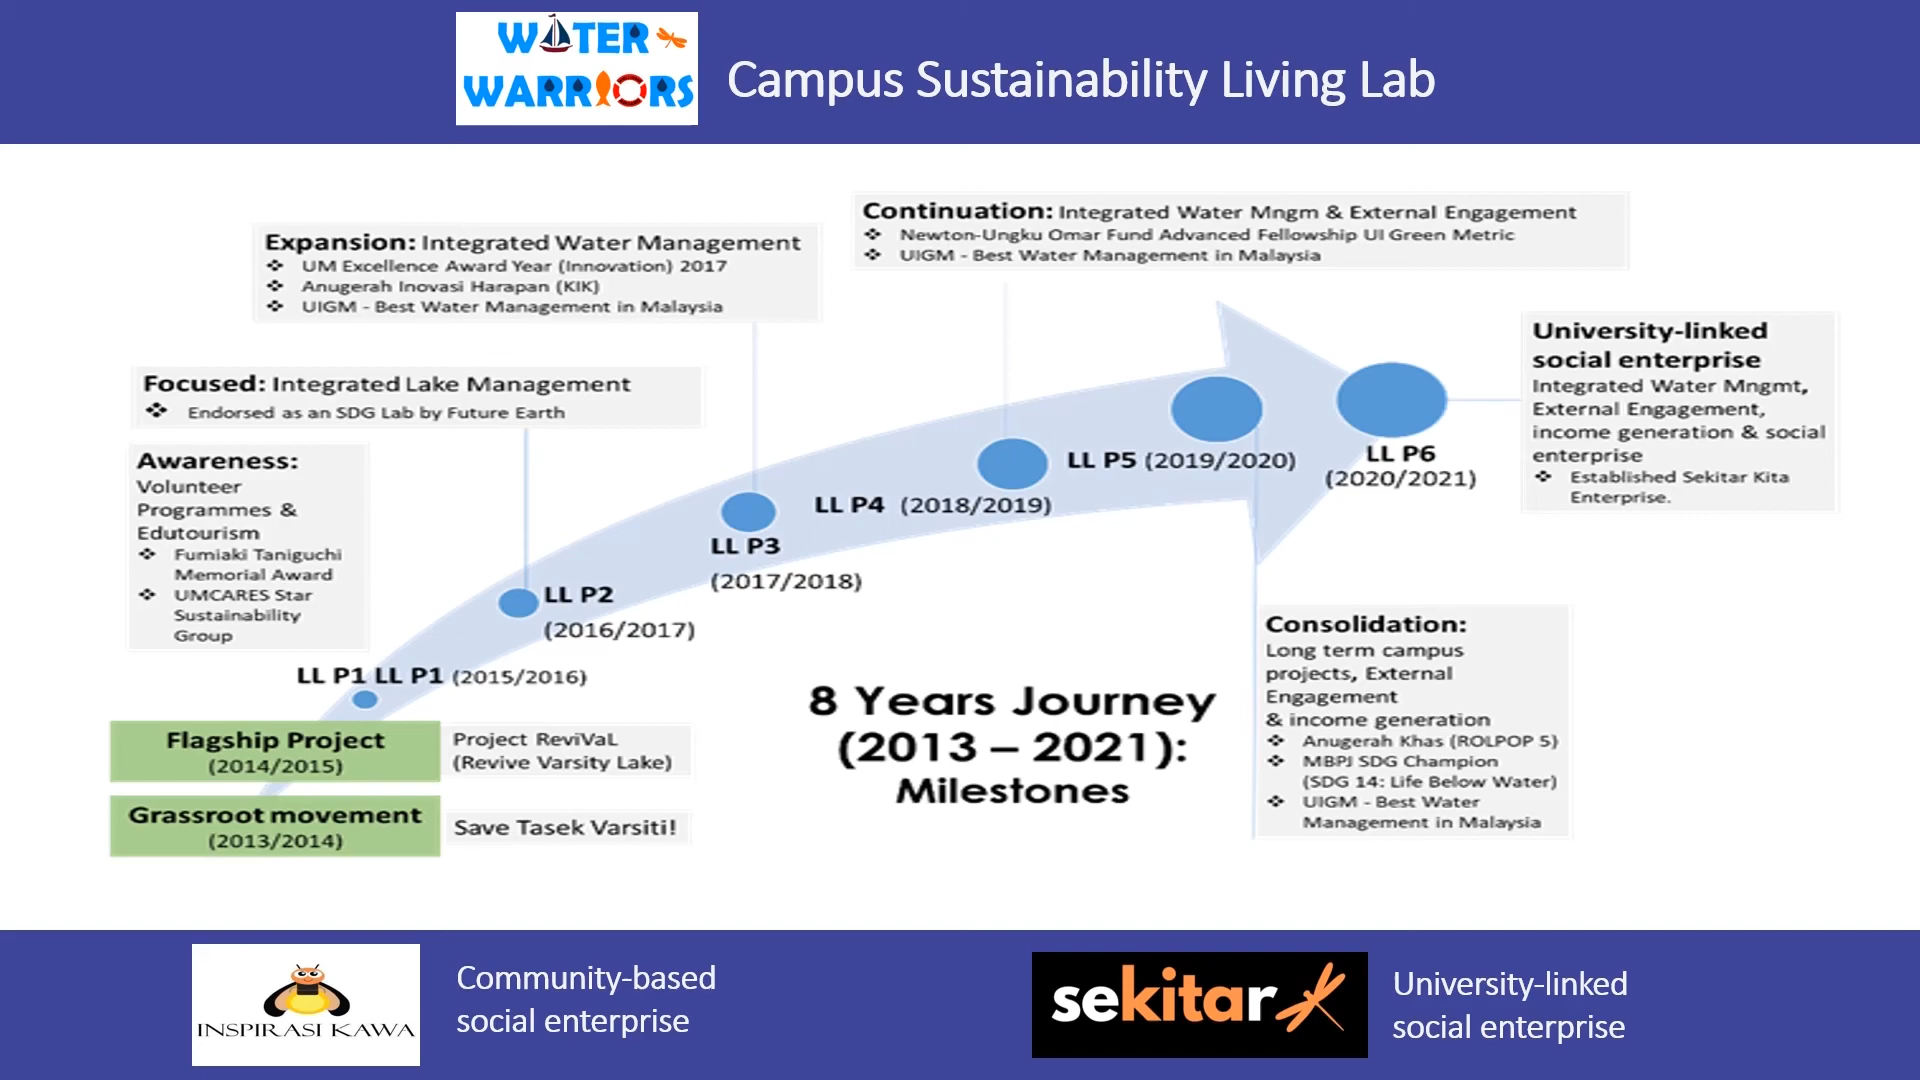 WATER
WARRIORS
Campus Sustainability Living Lab
Continuation: Integrated Water Mngm & External Engagement
❖ Newton-Ungku Omar Fund Advanced Fellowship UI Green Metric
❖ UIGM - Best Water Management in Malaysia
Expansion: Integrated Water Management
❖ UM Excellence Award Year (Innovation) 2017
❖ Anugerah Inovasi Harapan (KIK)
❖ UIGM - Best Water Management in Malaysia
University-linked
social enterprise
Integrated Water Mngmt,
External Engagement,
income generation & social
enterprise
❖ Established Sekitar Kita
Enterprise.
Focused: Integrated Lake Management
❖ Endorsed as an SDG Lab by Future Earth
Awareness:
Volunteer
Programmes &
Edutourism
❖ Fumiaki Taniguchi
Memorial Award
❖ UMCARES Star
Sustainability
Group
LL P6
(2020/2021)
LL P5 (2019/2020)
LL P4 (2018/2019)
LL P3
(2017/2018)
LL P2
(2016/2017)
LL P1 LL P1 (2015/2016)
Flagship Project
(2014/2015)
Project ReviVaL
(Revive Varsity Lake)
Grassroot movement
(2013/2014)
Save Tasek Varsiti!
8 Years Journey
(2013 – 2021):
Milestones
Consolidation:
Long term campus
projects, External
Engagement
& income generation
❖ Anugerah Khas (ROLPOP 5)
❖ MBPJ SDG Champion
(SDG 14: Life Below Water)
❖ UIGM - Best Water
Management in Malaysia
INSPIRASI KAWA
Community-based
social enterprise
sekitar
University-linked
social enterprise